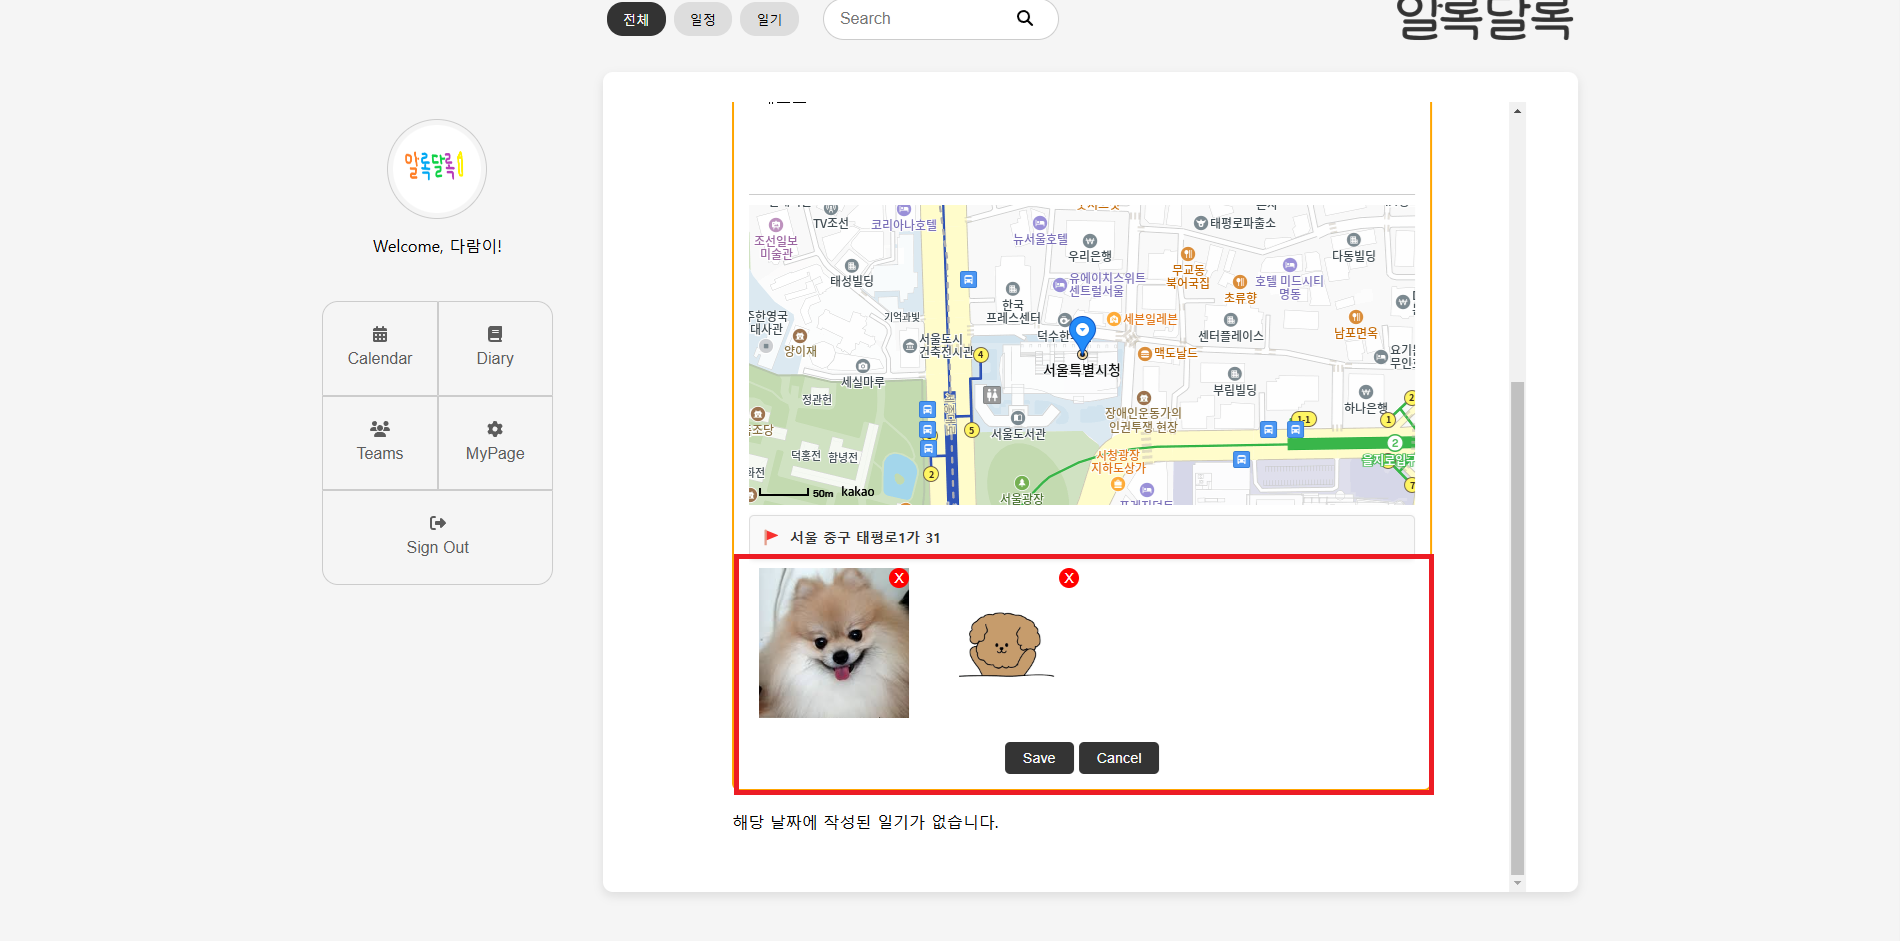 전체
일정
일기
Search
알록달록
알록달록
Welcome, 다람이!
Calendar
Diary
Teams
MyPage
Sign Out
TV조선
코리아나호텔
태평로파출소
조선일보
미술관
뉴서울호텔
우리은행
다동빌딩
태성빌딩
무교동
북어국집
유에이치스위트
센트럴서울
호텔 미드시티
명동
초류향
한국
프레스센터
기억과빛
세븐일레븐
주한영국
대사관
덕수한
센터플레이스
남포면옥
서울도시
건축전시관
4
양이재
맥도날드
서울특별시청
세실마루
부림빌딩
정관헌
하나은행
장애인운동가의
인권투쟁 현장
1-1
1
2
5
서울도서관
2
덕홍전
함녕전
서청광장
지하도상가
을지로입구
2
7
50m
kakao
서울광장
서울 중구 태평로1가 31
X
X
Save
Cancel
해당 날짜에 작성된 일기가 없습니다.